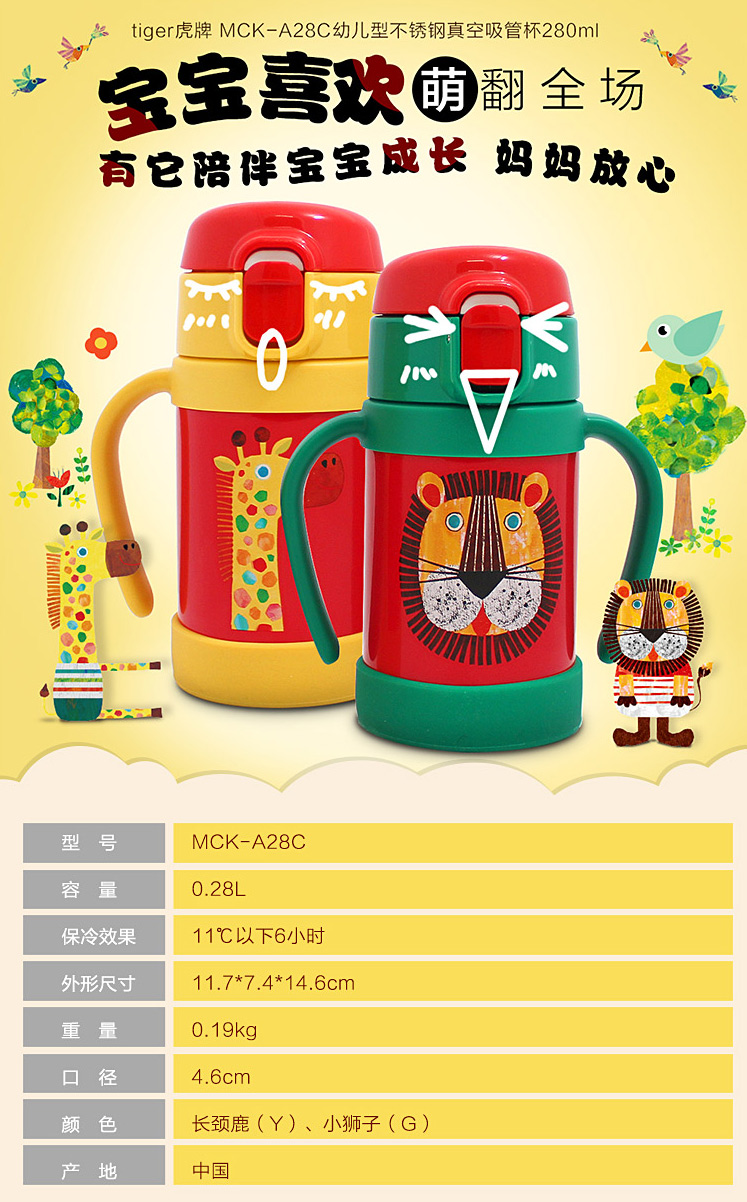 tiger虎牌 MCK-A28C幼儿型不锈钢真空吸管杯280ml
宝宝喜欢萌翻全场
有它陪伴宝宝成长 妈妈放心
型 号 MCK-A28C
容 量 0.28L
保冷效果 11℃以下6小时
外形尺寸 11.7*7.4*14.6cm
重 量 0.19kg
口 径 4.6cm
颜 色 长颈鹿（Y）、小狮子（G）
产 地 中国